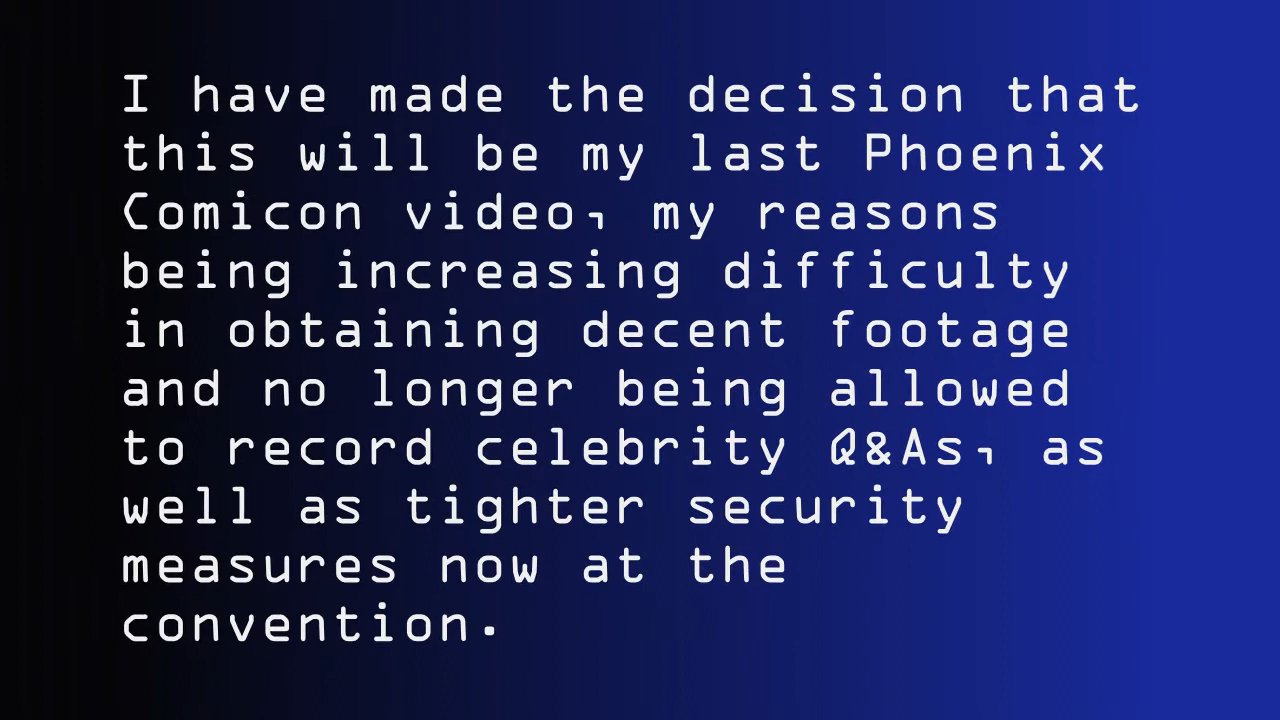 I have made the decision that
this will be my last Phoenix
Comicon video, my reasons
being increasing difficulty
in obtaining decent footage
and no longer being allowed
to record celebrity Q&As, as
well as tighter security
measures now at the
convention.